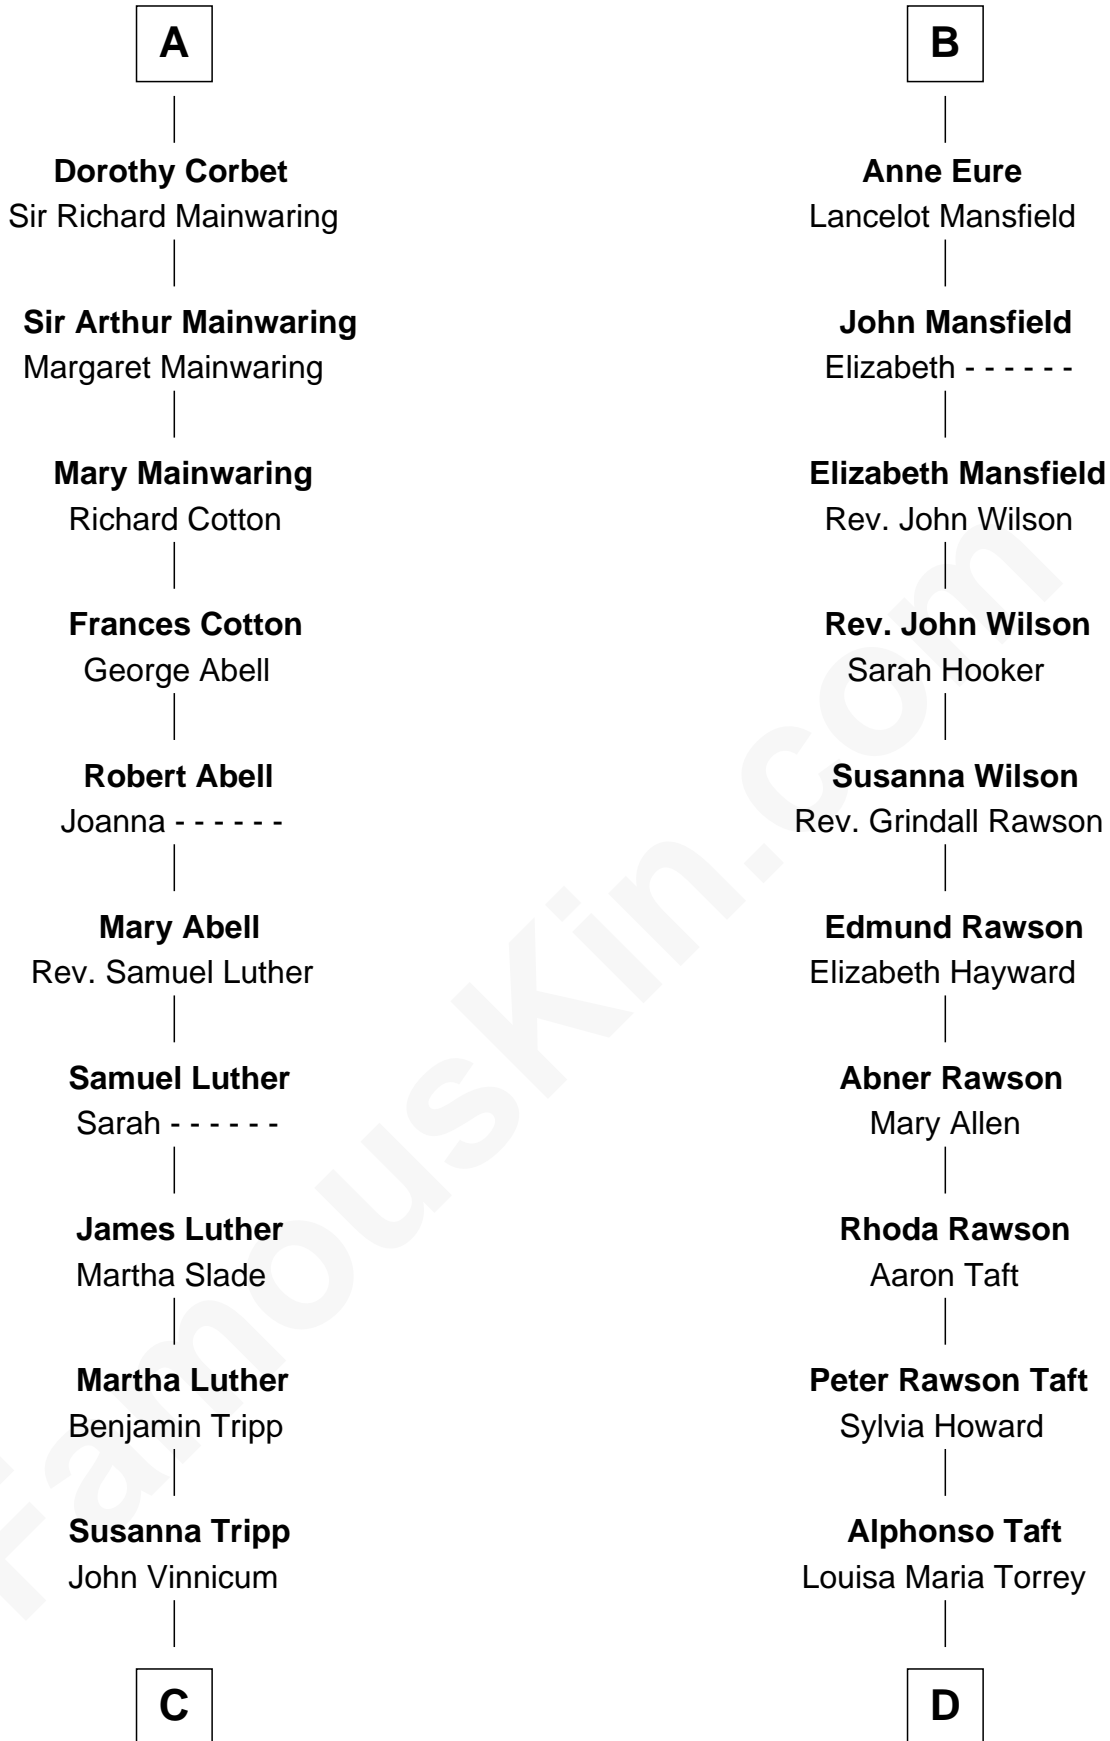 A
Dorothy Corbet
Sir Richard Mainwaring
Sir Arthur Mainwaring
Margaret Mainwaring
Mary Mainwaring
Richard Cotton
Frances Cotton
George Abell
Robert Abell
Joanna - - - - - -
Mary Abell
Rev. Samuel Luther
Samuel Luther
Sarah - - - - - -
James Luther
Martha Slade
Martha Luther
Benjamin Tripp
Susanna Tripp
John Vinnicum
C
B
Anne Eure
Lancelot Mansfield
John Mansfield
Elizabeth - - - - - -
Elizabeth Mansfield
Rev. John Wilson
Rev. John Wilson
Sarah Hooker
Susanna Wilson
Rev. Grindall Rawson
Edmund Rawson
Elizabeth Hayward
Abner Rawson
Mary Allen
Rhoda Rawson
Aaron Taft
Peter Rawson Taft
Sylvia Howard
Alphonso Taft
Louisa Maria Torrey
D
FamousKin.com